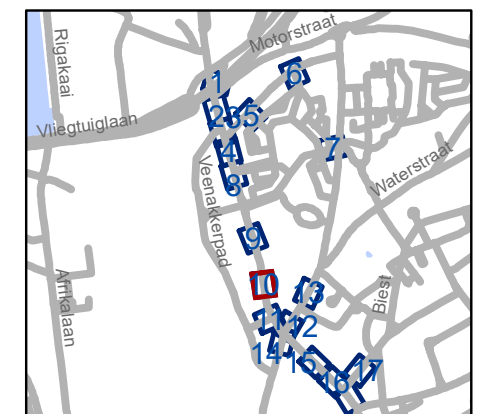 Motorstraat
Rigakaai
1
6
2
3
5
Vliegtuiglaan
4
7
8
Waterstraat
Veenakkerpad
9
10
13
Biest
Afrikalaan
11
12
14
15
17
16